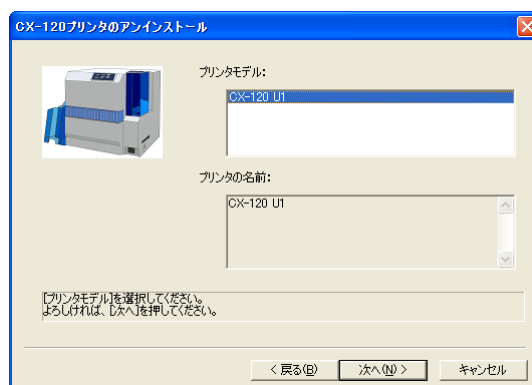 CX-120プリンタのアンインストール
プリンタモデル:
CX-120 U1
プリンタの名前:
CX-120 U1
[プリンタモデル]を選択してください。
よろしければ、[次へ]を押してください。
< 戻る(B)
次へ(N) >
キャンセル